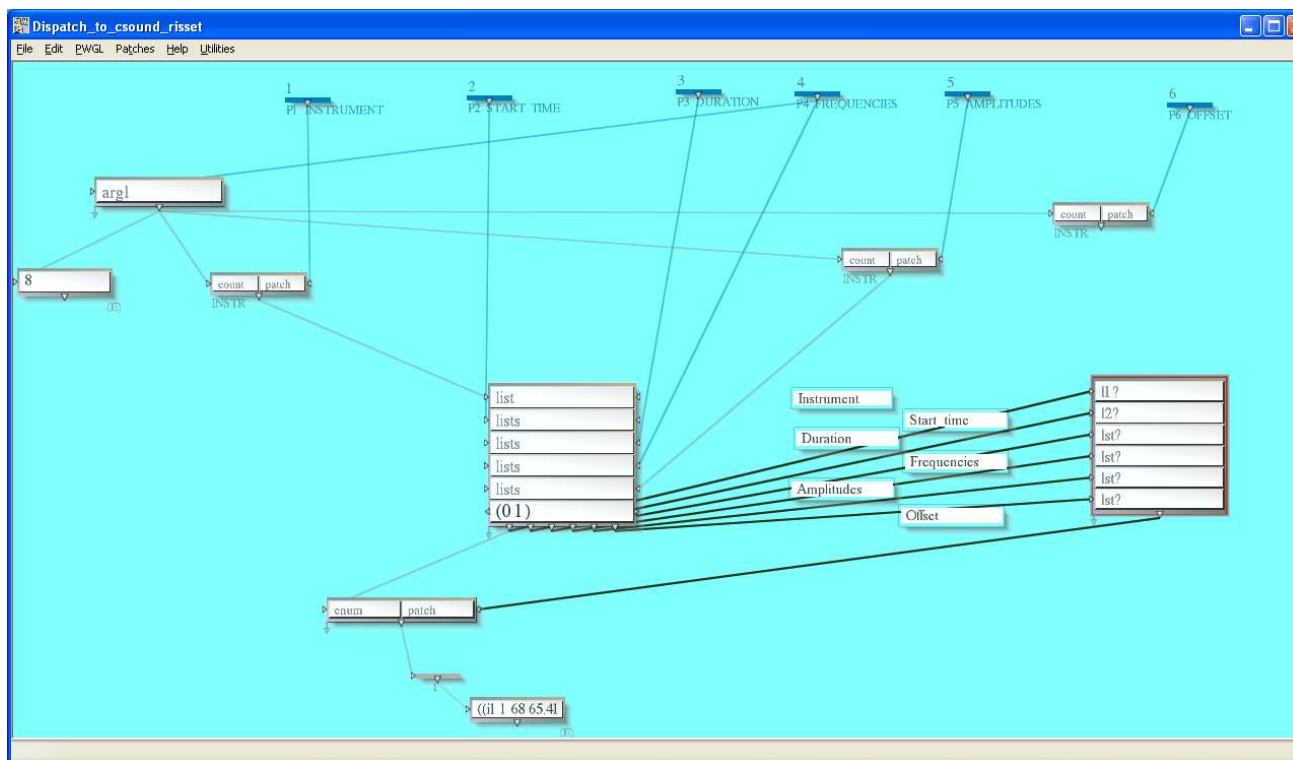 Dispatch_to_csound_risset
File Edit PWGL Patches Help Utilities
1
P1 INSTRUMENT
2
P2 START TIME
3
P3 DURATION
4
P4 FREQUENCIES
5
P5 AMPLITUDES
6
P6 OFFSET
arg1
count patch
INSTR
8
(E)
count patch
INSTR
count patch
INSTR
list
lists
lists
lists
lists
(0 1)
Instrument
Start time
Duration
Frequencies
Amplitudes
Offset
l1 ?
l2?
lst?
lst?
lst?
lst?
enum patch
1
((i1 1 68 65.41
(E)